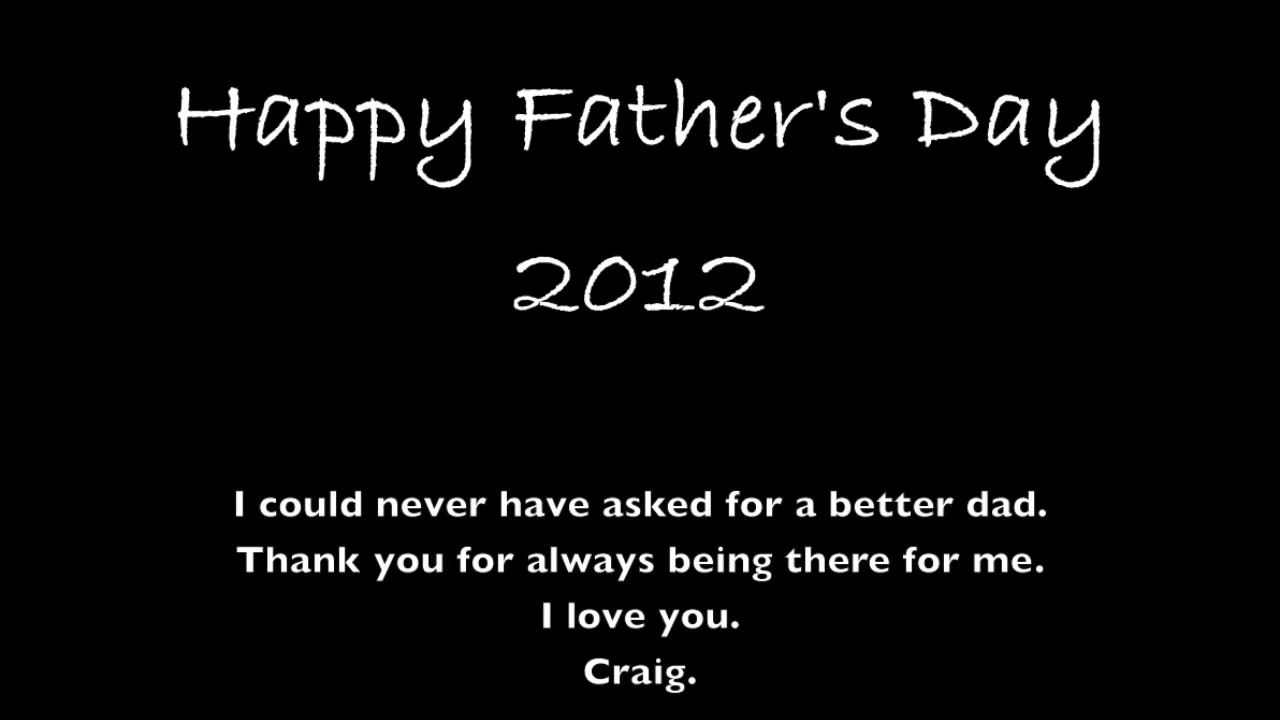 Happy Father's Day
2012
I could never have asked for a better dad.
Thank you for always being there for me.
I love you.
Craig.